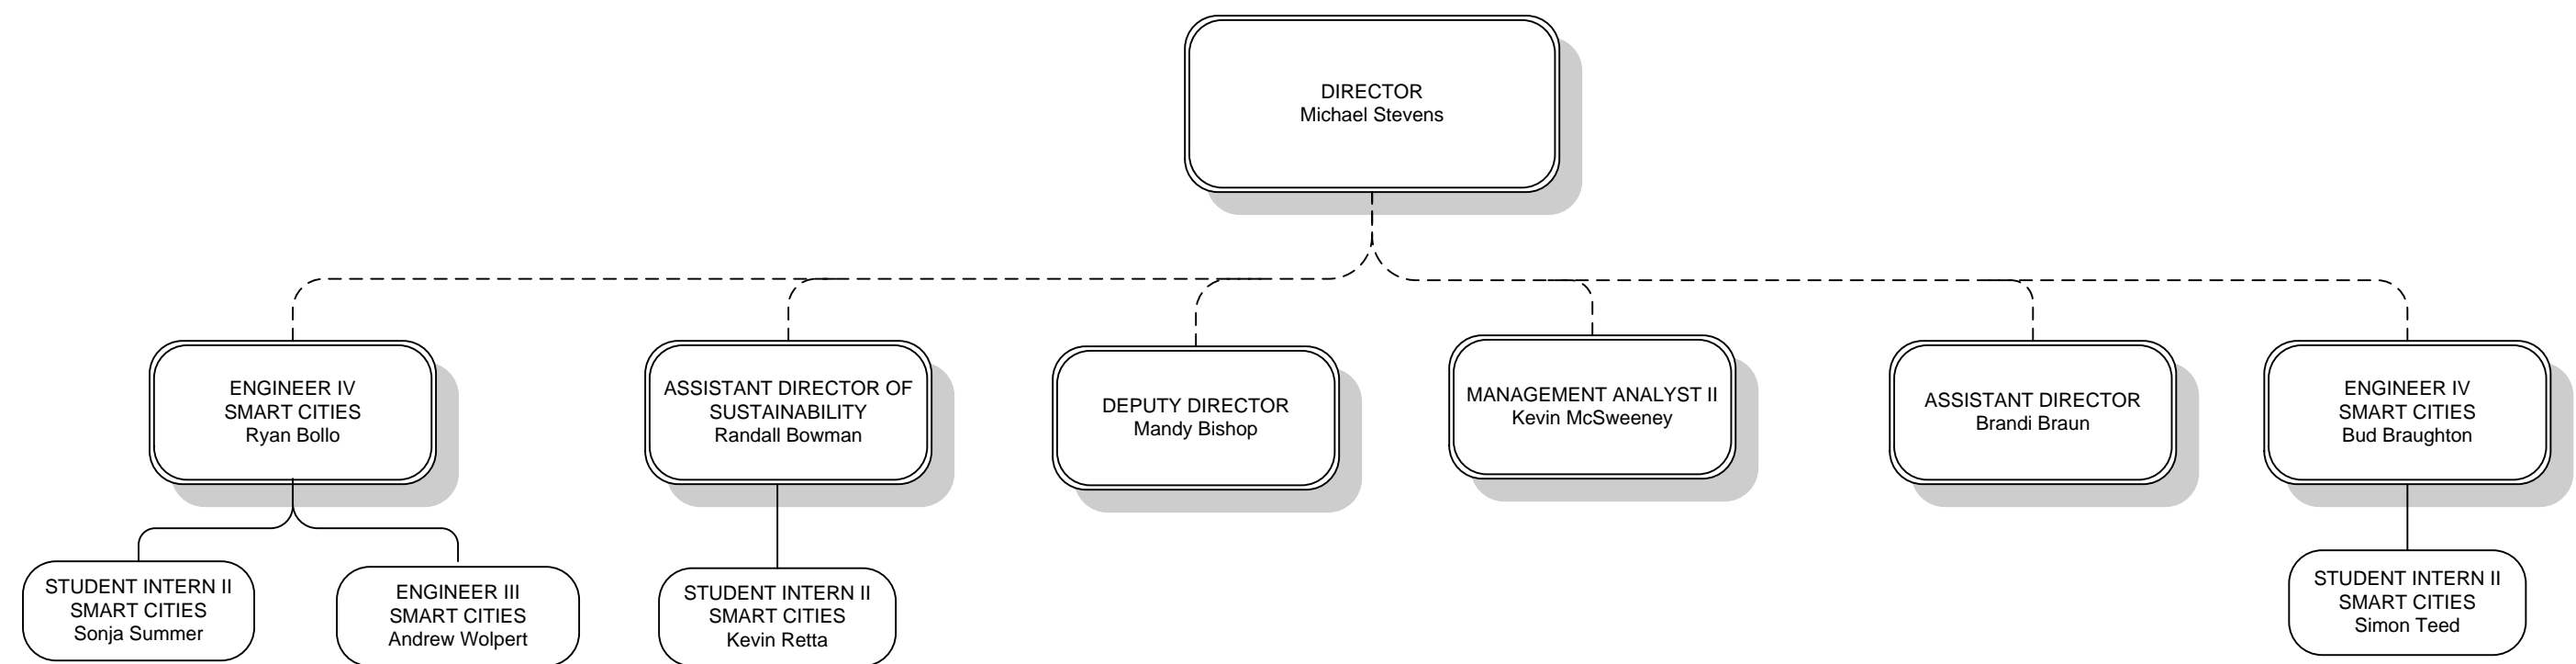 DIRECTOR
Michael Stevens
ENGINEER IV
SMART CITIES
Ryan Bollo
ASSISTANT DIRECTOR OF
SUSTAINABILITY
Randall Bowman
DEPUTY DIRECTOR
Mandy Bishop
MANAGEMENT ANALYST II
Kevin McSweeney
ASSISTANT DIRECTOR
Brandi Braun
ENGINEER IV
SMART CITIES
Bud Braughton
STUDENT INTERN II
SMART CITIES
Sonja Summer
ENGINEER III
SMART CITIES
Andrew Wolpert
STUDENT INTERN II
SMART CITIES
Kevin Retta
STUDENT INTERN II
SMART CITIES
Simon Teed